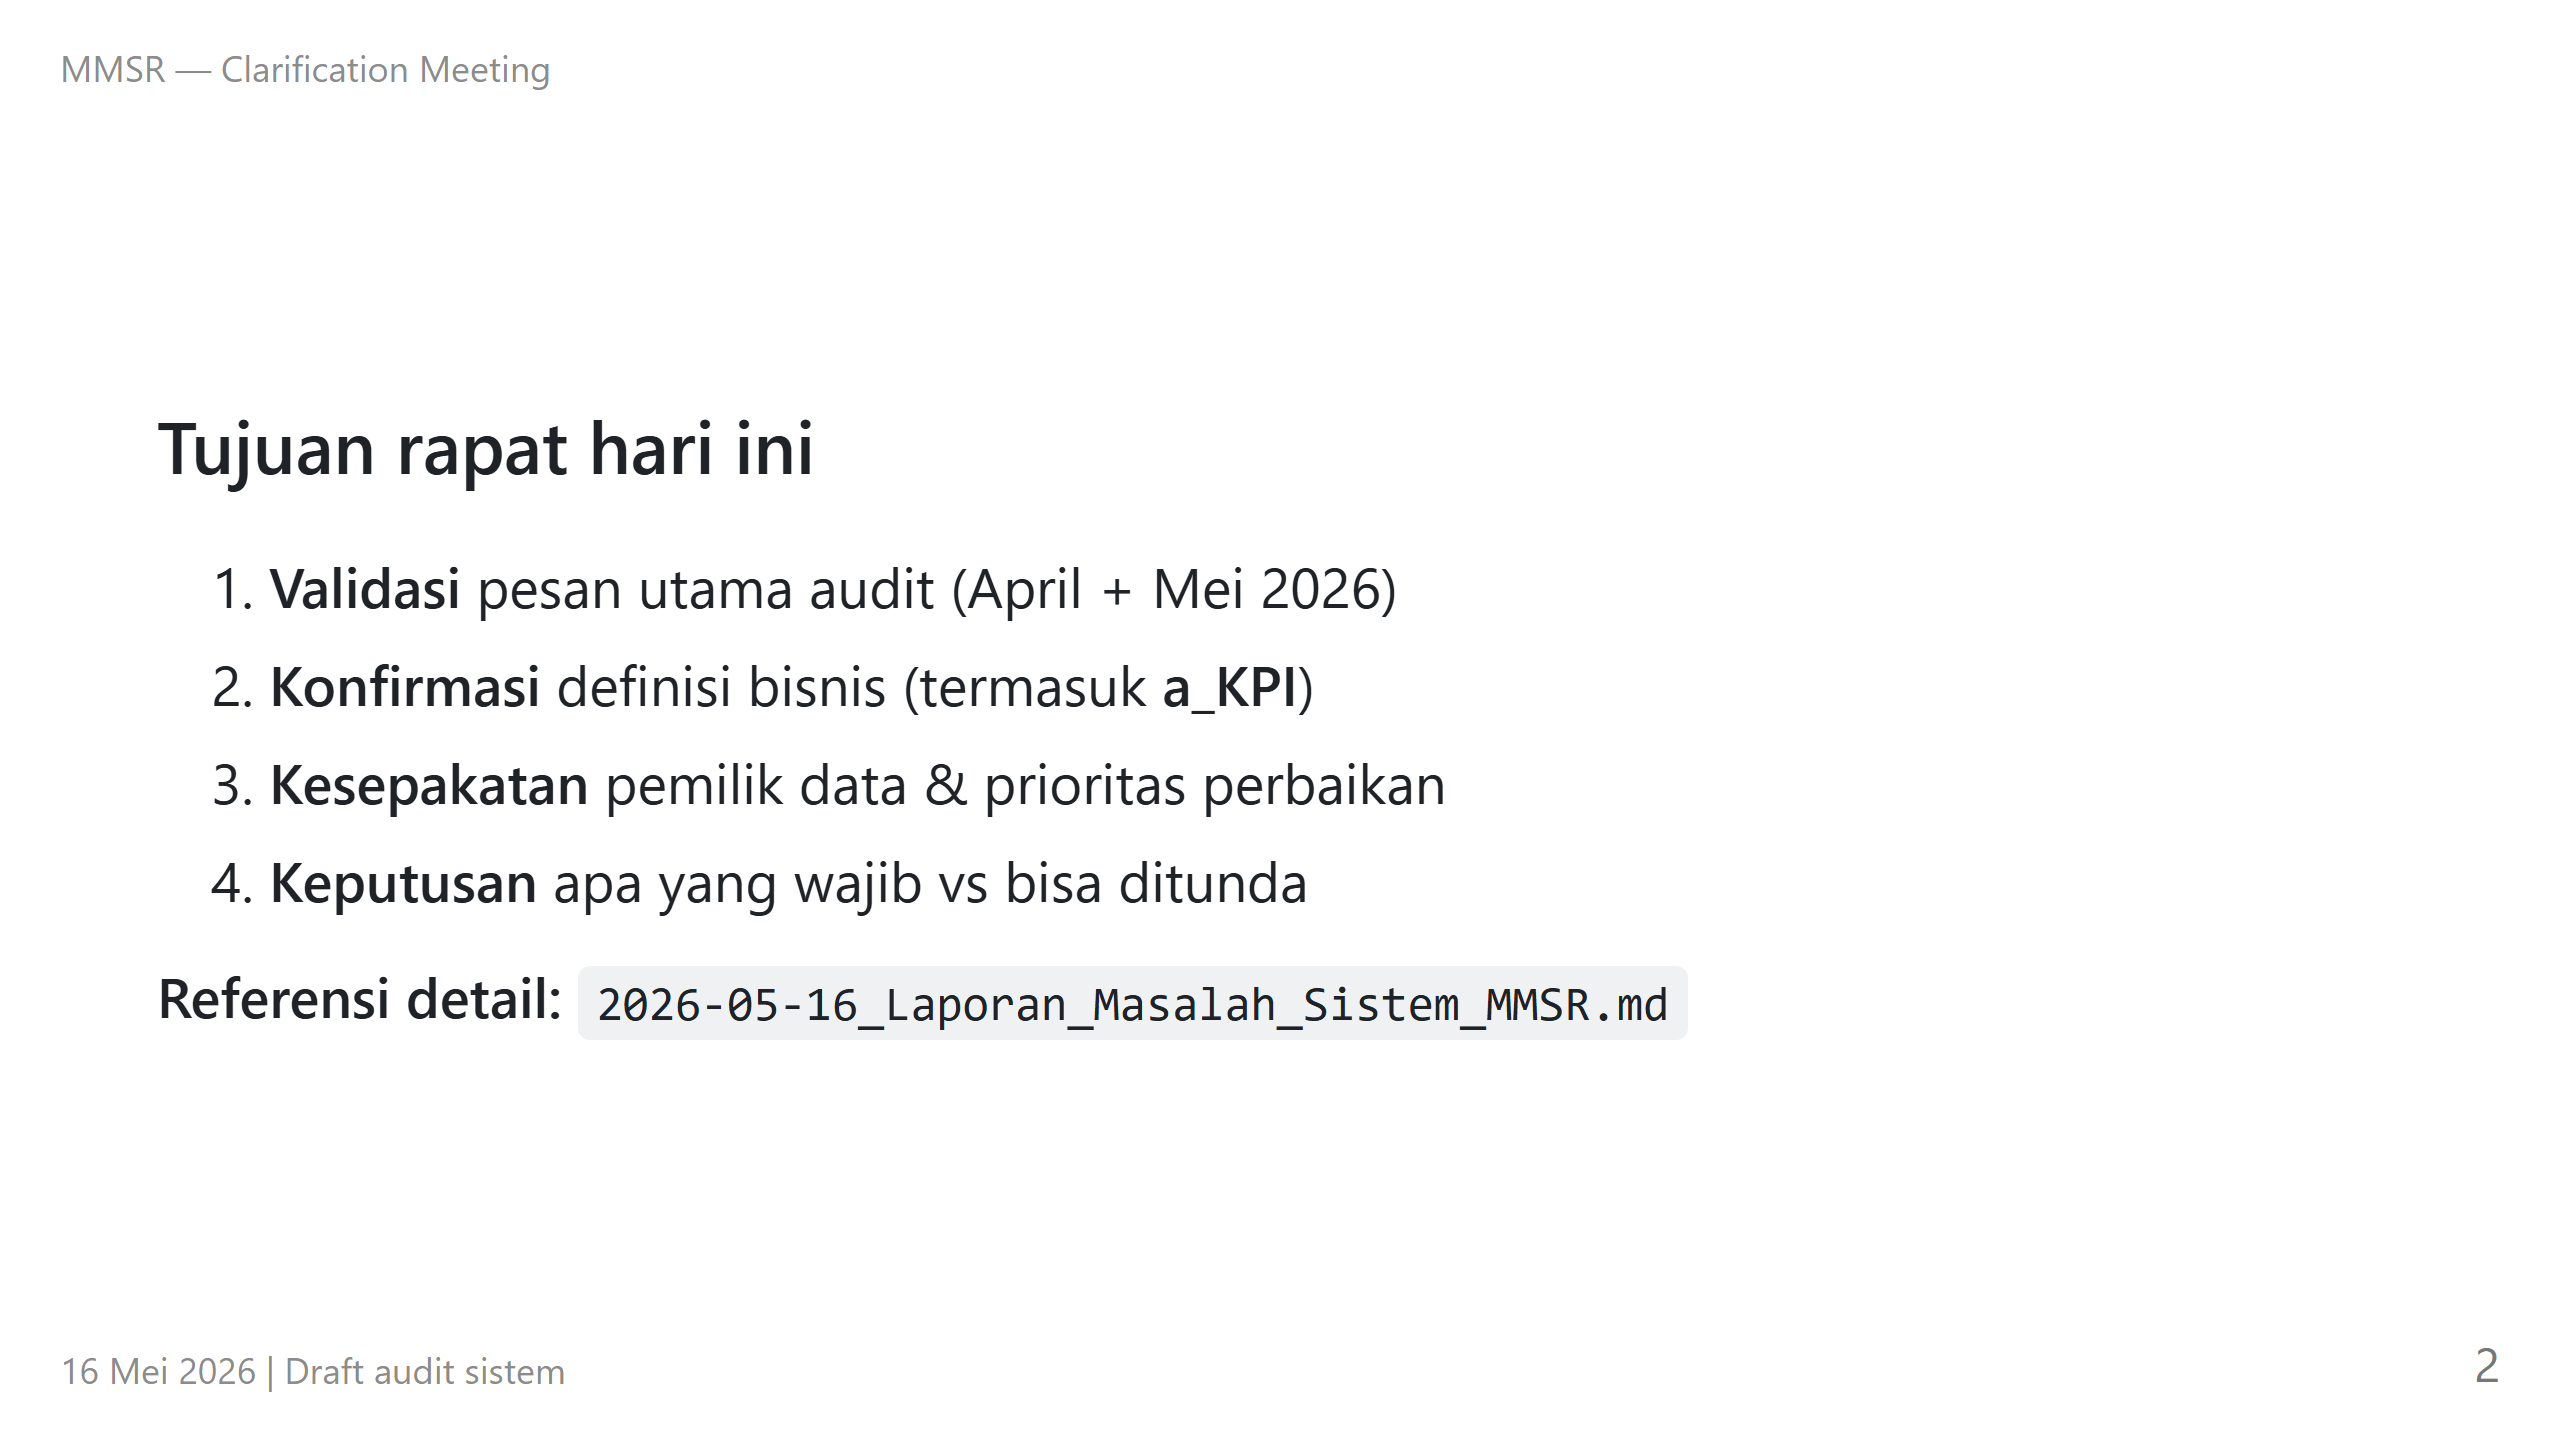 MMSR — Clarification Meeting
Tujuan rapat hari ini
1. Validasi pesan utama audit (April + Mei 2026)
2. Konfirmasi definisi bisnis (termasuk a_KPI)
3. Kesepakatan pemilik data & prioritas perbaikan
4. Keputusan apa yang wajib vs bisa ditunda
Referensi detail: 2026-05-16_Laporan_Masalah_Sistem_MMSR.md
16 Mei 2026 | Draft audit sistem
2